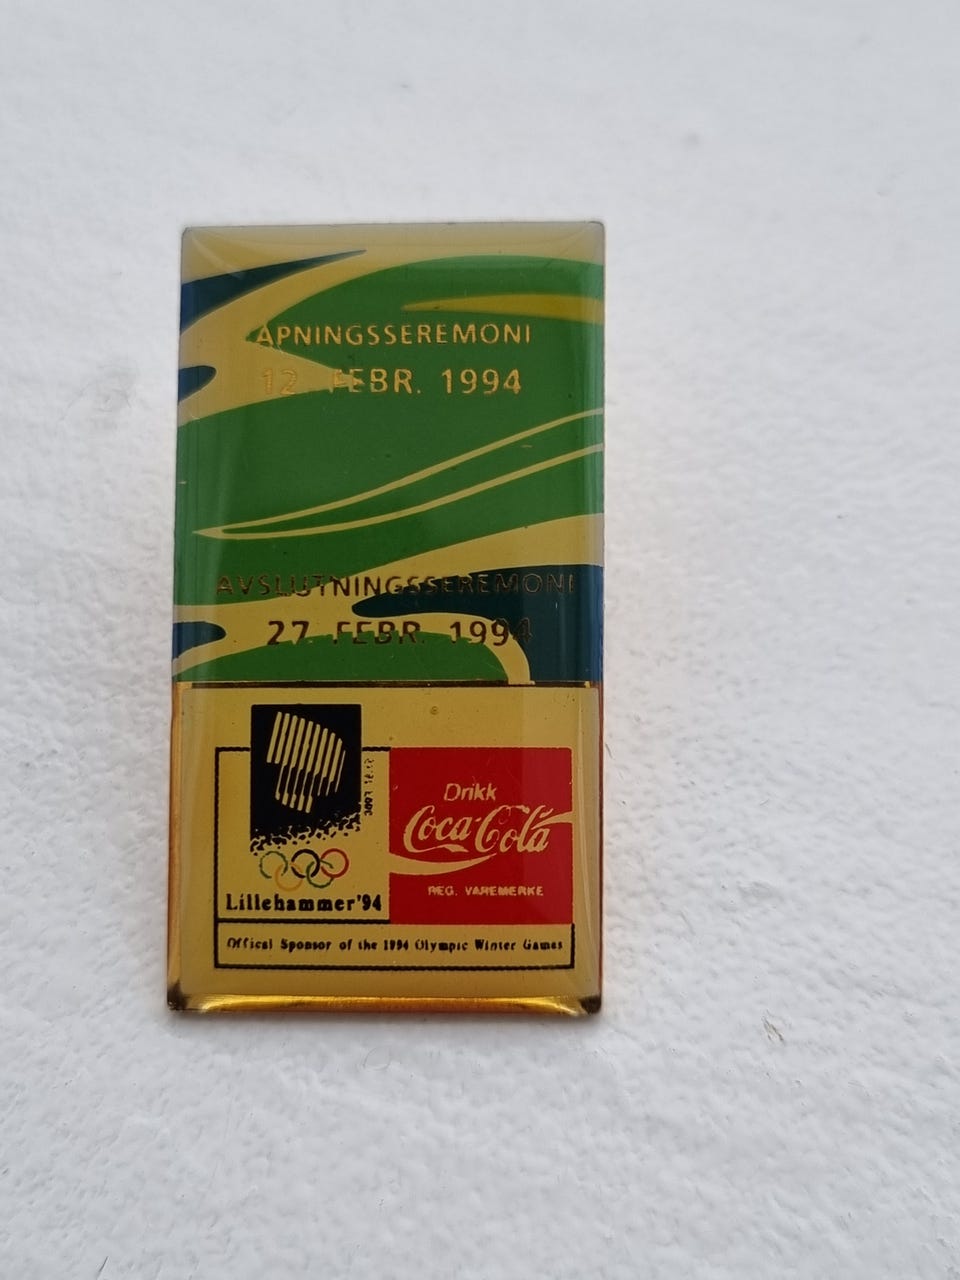 ÅPNINGSSEREMONI
12. FEBR. 1994
AVSLUTNINGSSEREMONI
27. FEBR. 1994
Lillehammer'94
Drikk
Coca-Cola
REG. VAREMERKE
Official Sponsor of the 1994 Olympic Winter Games